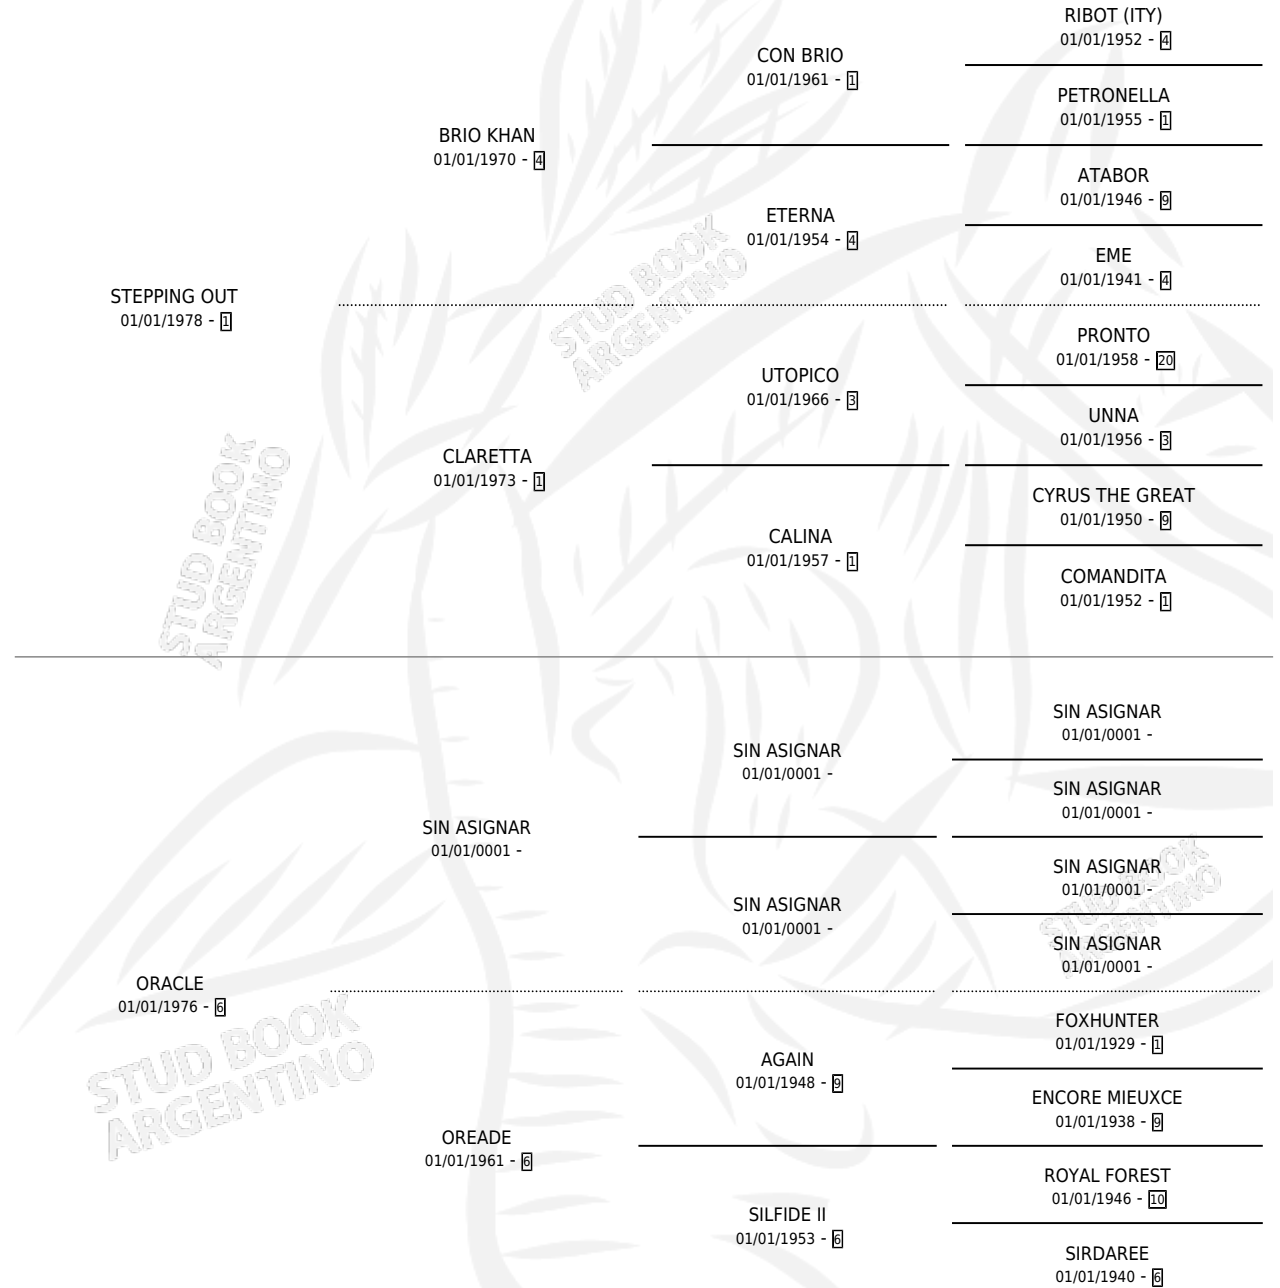 RIBOT (ITY)
01/01/1952 - 4
CON BRIO
01/01/1961 - 1
PETRONELLA
01/01/1955 - 1
BRIO KHAN
01/01/1970 - 4
ATABOR
01/01/1946 - 9
ETERNA
01/01/1954 - 4
EME
01/01/1941 - 4
STEPPING OUT
01/01/1978 - 1
PRONTO
01/01/1958 - 20
UTOPICO
01/01/1966 - 3
UNNA
01/01/1956 - 3
CLARETTA
01/01/1973 - 1
CYRUS THE GREAT
01/01/1950 - 9
CALINA
01/01/1957 - 1
COMANDITA
01/01/1952 - 1
STUD BOOK
ARGENTINO
STUD BOOK
ARGENTINO
SIN ASIGNAR
01/01/0001 -
SIN ASIGNAR
01/01/0001 -
SIN ASIGNAR
01/01/0001 -
SIN ASIGNAR
01/01/0001 -
SIN ASIGNAR
01/01/0001 -
SIN ASIGNAR
01/01/0001 -
SIN ASIGNAR
01/01/0001 -
STUD BOOK
ARGENTINO
ORACLE
01/01/1976 - 6
FOXHUNTER
01/01/1929 - 1
AGAIN
01/01/1948 - 9
ENCORE MIEUXCE
01/01/1938 - 9
OREADE
01/01/1961 - 6
ROYAL FOREST
01/01/1946 - 10
SILFIDE II
01/01/1953 - 6
SIRDAREE
01/01/1940 - 6
STUD BOOK
ARGENTINO